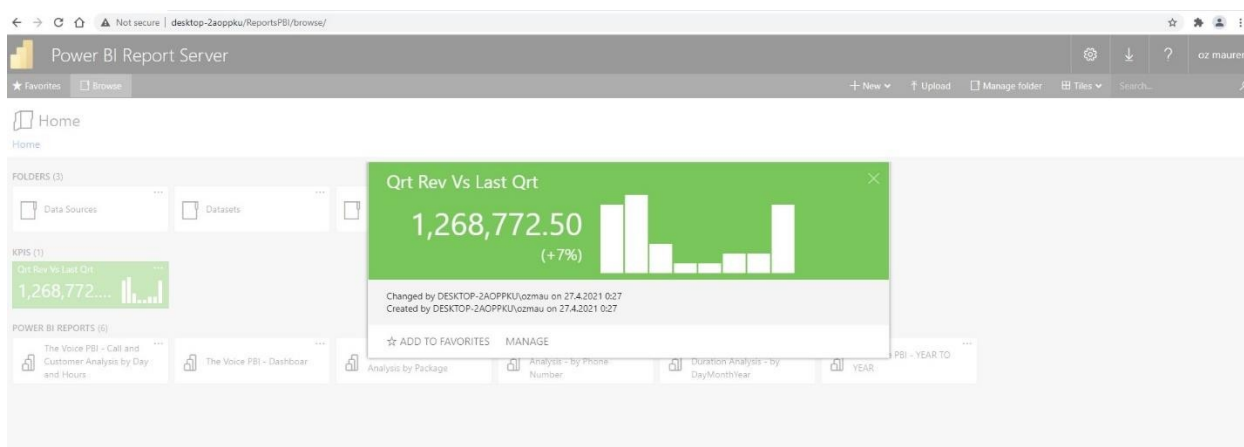 Not secure | desktop-2aoppku/ReportsPBI/browse/
Power BI Report Server
? oz maurer
Favorites Browse
New Upload Manage folder Tiles Search...
Home
Home
FOLDERS (3)
Data Sources
Datasets
KPIS (1)
Qrt Rev Vs Last Qrt
1,268,772....
Qrt Rev Vs Last Qrt
1,268,772.50
(+7%)
Changed by DESKTOP-2AOPPKU\ozmau on 27.4.2021 0:27
Created by DESKTOP-2AOPPKU\ozmau on 27.4.2021 0:27
ADD TO FAVORITES MANAGE
POWER BI REPORTS (6)
The Voice PBI - Call and
Customer Analysis by Day
and Hours
The Voice PBI - Dashboar
Analysis by Package
Analysis - by Phone
Number
Duration Analysis - by
DayMonthYear
PBI - YEAR TO
YEAR